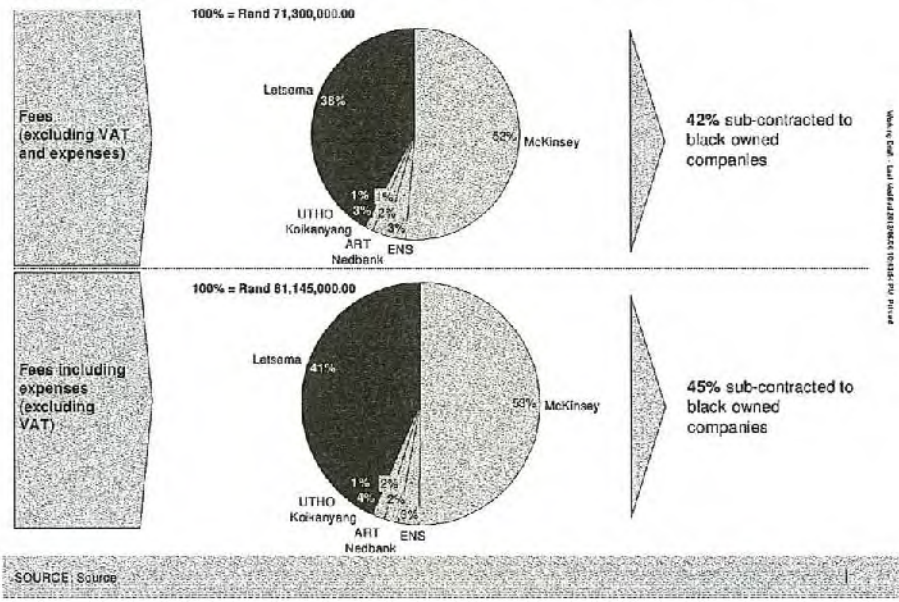 100% = Rand 71,300,000.00
Fees
(excluding VAT
and expenses)
Letsema
38%
McKinsey
1%
1%
UTHO
3%
2%
Koikanyang
3%
ART
ENS
Nedbank
42% sub-contracted to
black owned
companies
100% = Rand 81,145,000.00
Fees including
expenses
(excluding
VAT)
Letsema
41%
53%
McKinsey
1%
2%
UTHO
4%
2%
Koikanyang
ART
ENS
Nedbank
45% sub-contracted to
black owned
companies
SOURCE: Source